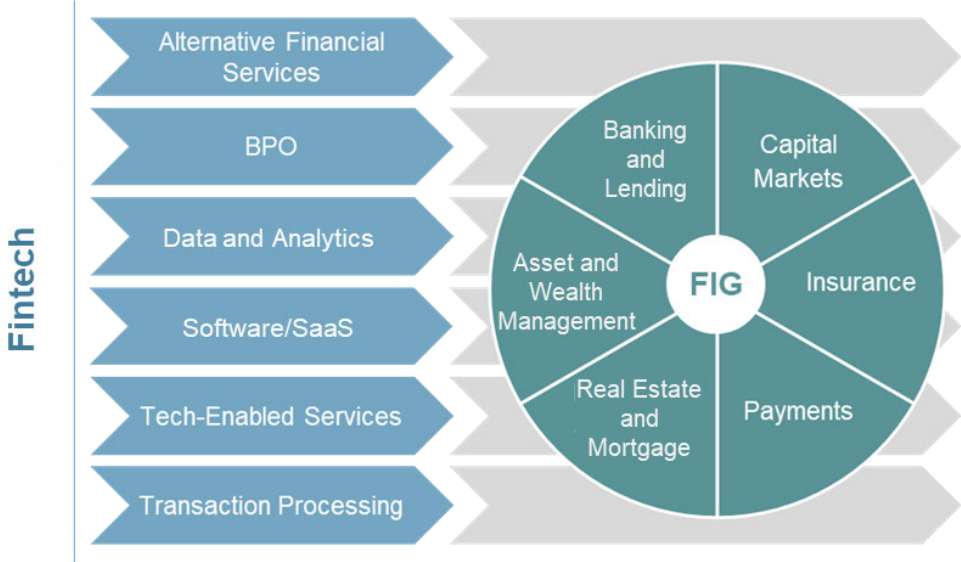 Fintech
Alternative Financial
Services
BPO
Data and Analytics
Software/SaaS
Tech-Enabled Services
Transaction Processing
Banking
and
Lending
Capital
Markets
Asset and
Wealth
Management
FIG
Insurance
Real Estate
and
Mortgage
Payments